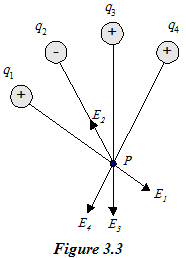 q3
q2
q4
+
-
+
q1
+
E2
P
E1
E4
E3
Figure 3.3